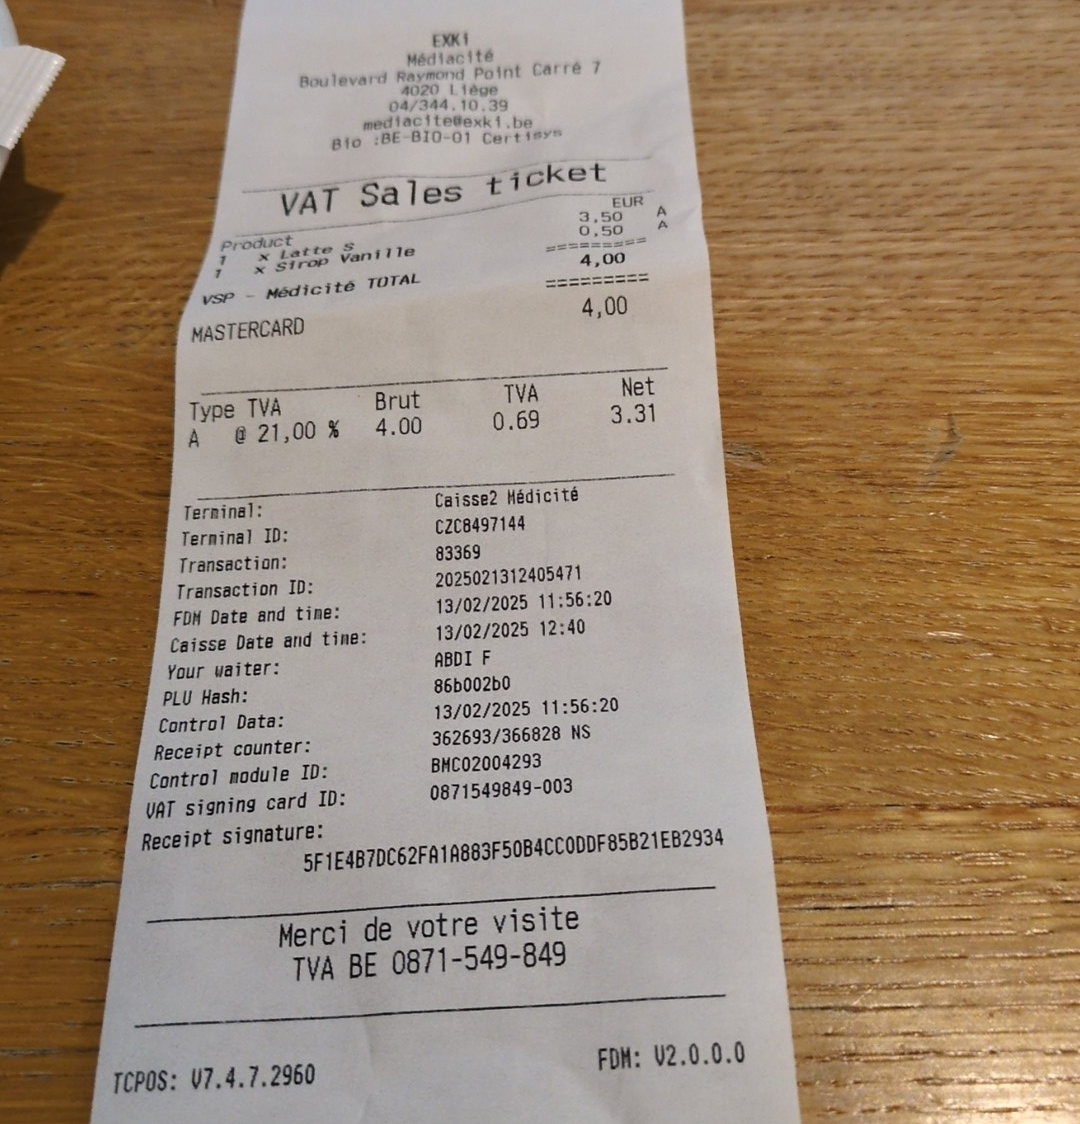 EXKi
Médiacité
Boulevard Raymond Point Carré 7
4020 Liège
04/344.10.39
mediacite@exki.be
Bio :BE-BIO-01 Certisys
VAT Sales ticket
Product EUR
1 x Latte S 3,50 A
1 x Sirop Vanille 0,50 A
=========
VSP - Médicité TOTAL 4,00
=========
MASTERCARD 4,00
Type TVA Brut TVA Net
A @ 21,00 % 4.00 0.69 3.31
Terminal: Caisse2 Médicité
Terminal ID: CZC8497144
Transaction: 83369
Transaction ID: 2025021312405471
FDM Date and time: 13/02/2025 11:56:20
Caisse Date and time: 13/02/2025 12:40
Your waiter: ABDI F
PLU Hash: 86b002b0
Control Data: 13/02/2025 11:56:20
Receipt counter: 362693/366828 NS
Control module ID: BMC02004293
VAT signing card ID: 0871549849-003
Receipt signature:
5F1E4B7DC62FA1A883F50B4CC0DDF85B21EB2934
Merci de votre visite
TVA BE 0871-549-849
TCPOS: V7.4.7.2960 FDM: V2.0.0.0